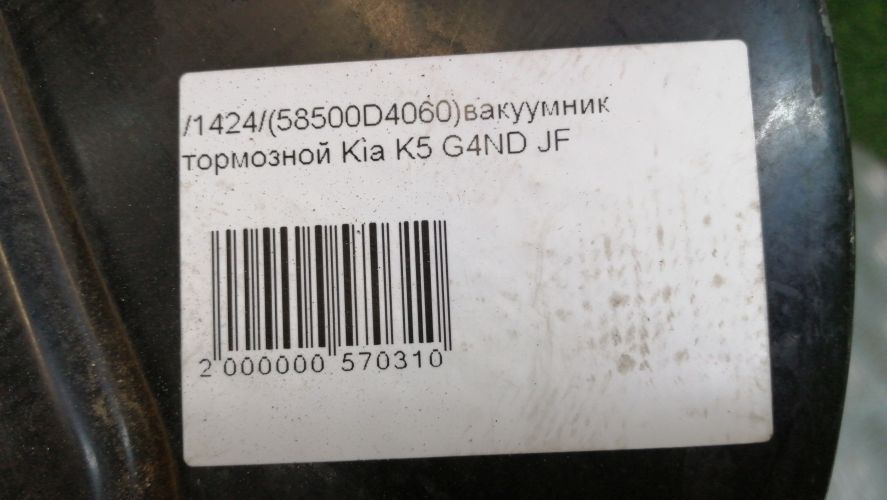 /1424/(58500D4060)вакуумник
тормозной Kia K5 G4ND JF
2 000000 570310